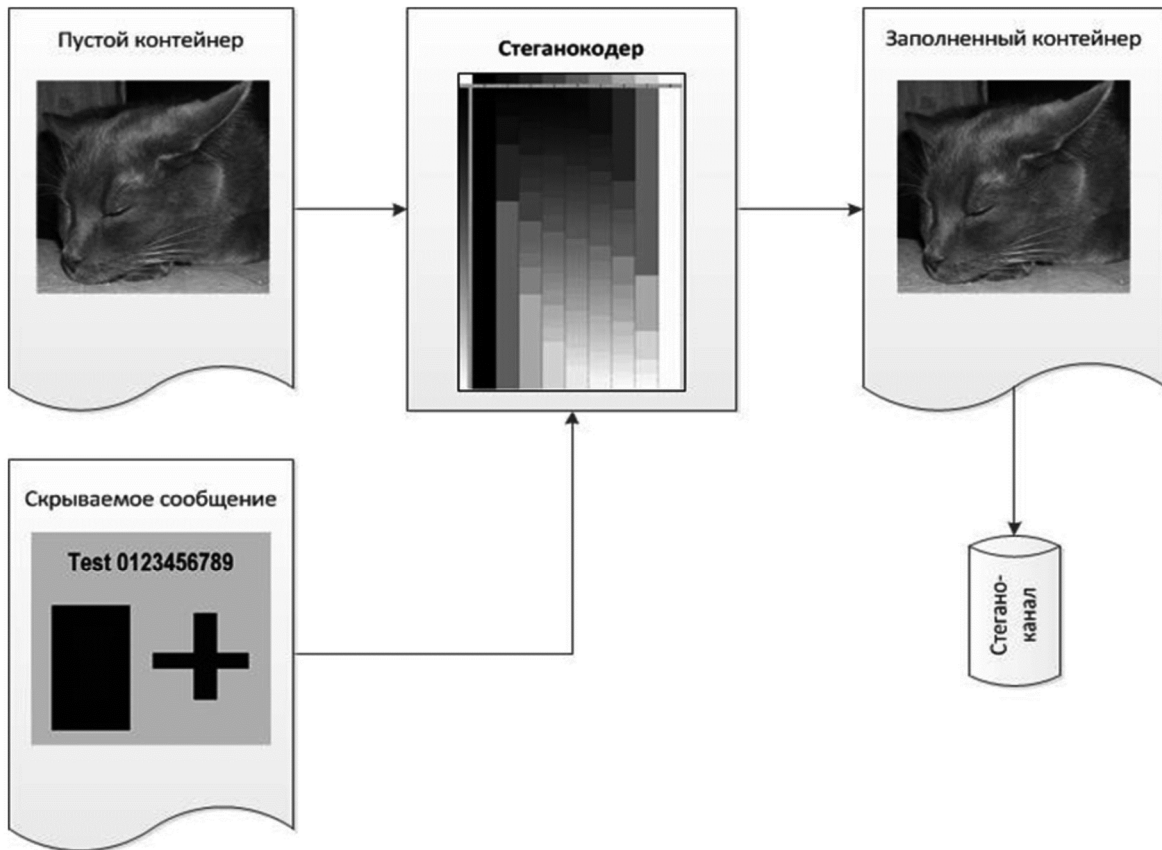 Пустой контейнер
Стеганокодер
Заполненный контейнер
Скрываемое сообщение
Test 0123456789
Стегано-
канал